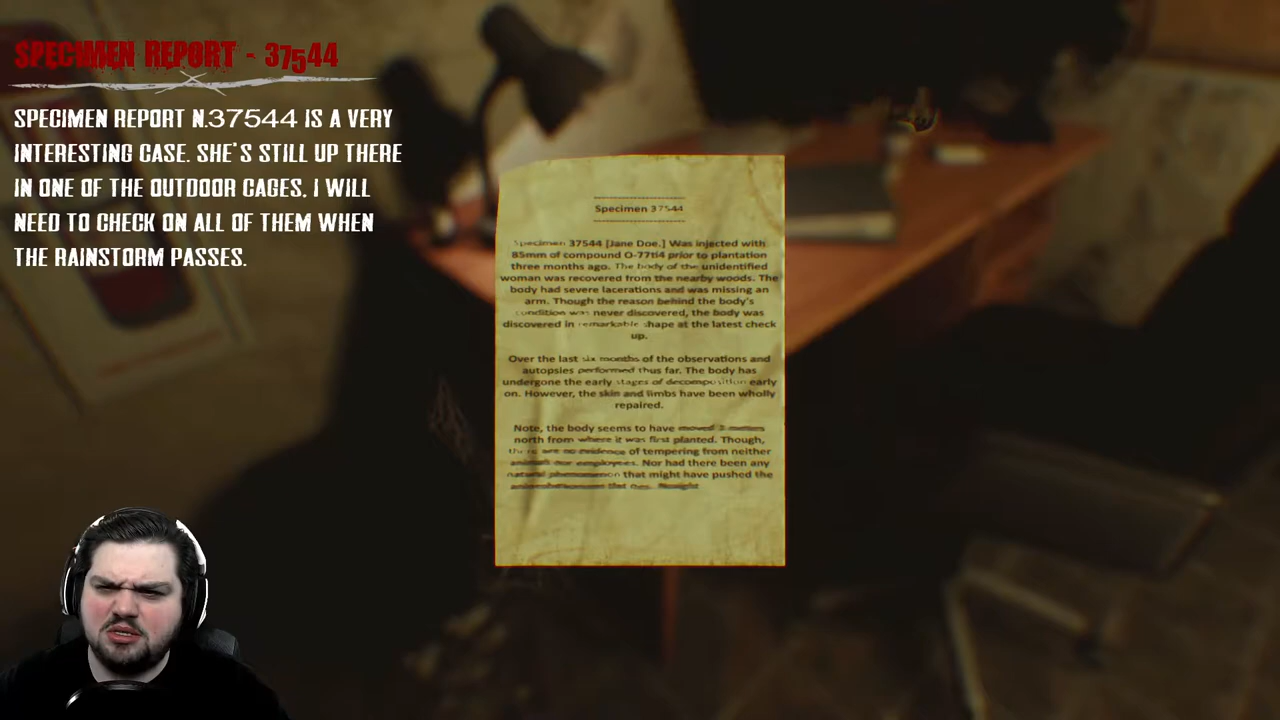 SPECIMEN REPORT - 37544
SPECIMEN REPORT N.37544 IS A VERY
INTERESTING CASE. SHE'S STILL UP THERE
IN ONE OF THE OUTDOOR CAGES. I WILL
NEED TO CHECK ON ALL OF THEM WHEN
THE RAINSTORM PASSES.
Specimen 37544
Specimen 37544 [Jane Doe.] Was injected with
85mm of compound O-77ti4 prior to plantation
three months ago. The body of the unidentified
woman was recovered from the nearby woods. The
body had severe lacerations and was missing an
arm. Though the reason behind the body's
condition was never discovered, the body was
discovered in remarkable shape at the latest check
up.
Over the last six months of the observations and
autopsies performed thus far. The body has
undergone the early stages of decomposition early
on. However, the skin and limbs have been wholly
repaired.
Note, the body seems to have moved 3 meters
north from where it was first planted. Though,
there are no evidence of tempering from neither
animals nor employees. Nor had there been any
natural phenomenon that might have pushed the
that